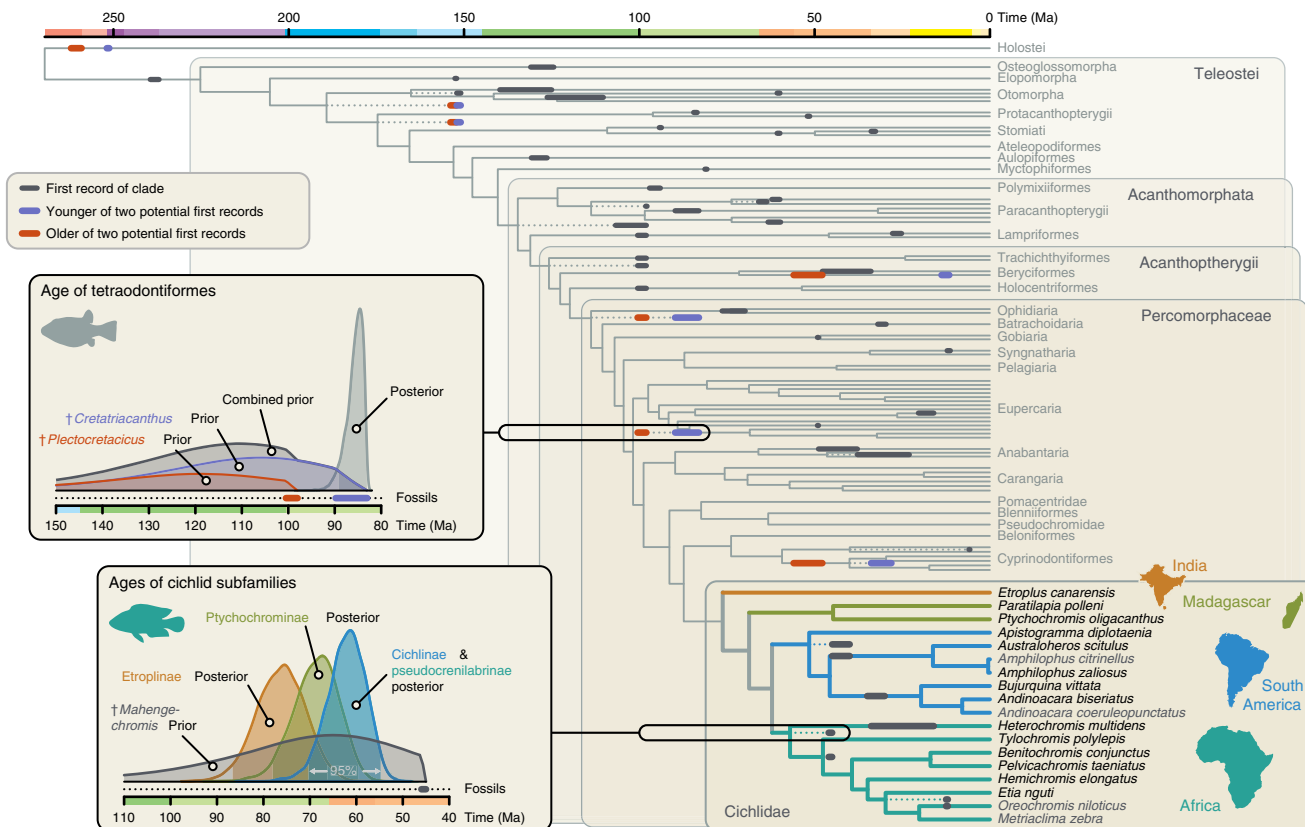 250 200 150 100 50 0 Time (Ma)
Holostei
Osteoglossomorpha
Teleostei
Elopomorpha
Otomorpha
Protacanthopterygii
Stomiati
Ateleopodiformes
Aulopiformes
Myctophiformes
First record of clade
Younger of two potential first records
Older of two potential first records
Polymixiiformes
Acanthomorphata
Paracanthopterygii
Lampriformes
Trachichthyiformes
Acanthoptherygii
Beryciformes
Holocentriformes
Ophidiaria
Percomorphaceae
Batrachoidaria
Gobiaria
Syngnatharia
Pelagiaria
Eupercaria
Anabantaria
Carangaria
Pomacentridae
Blenniiformes
Pseudochromidae
Beloniformes
Cyprinodontiformes
Age of tetraodontiformes
Posterior
Combined prior
†Cretatriacanthus Prior
†Plectocretacicus Prior
Fossils
150 140 130 120 110 100 90 80 Time (Ma)
Ages of cichlid subfamilies
Ptychochrominae Posterior
Cichlinae &
pseudocrenilabrinae
posterior
Etroplinae Posterior
†Mahenge-
chromis Prior
95%
Fossils
110 100 90 80 70 60 50 40
Time (Ma)
India
Madagascar
South
America
Africa
Etroplus canarensis
Paratilapia polleni
Ptychochromis oligacanthus
Apistogramma diplotaenia
Australoheros scitulus
Amphilophus citrinellus
Amphilophus zaliosus
Bujurquina vittata
Andinoacara biseriatus
Andinoacara coeruleopunctatus
Heterochromis multidens
Tylochromis polylepis
Benitochromis conjunctus
Pelvicachromis taeniatus
Hemichromis elongatus
Etia nguti
Oreochromis niloticus
Metriaclima zebra
Cichlidae